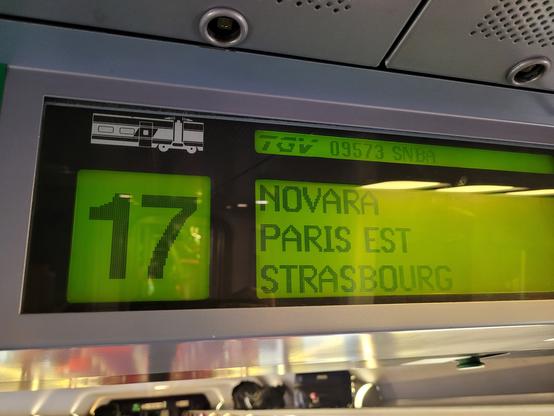 TGV 09573 SNBA
17
NOVARA
PARIS EST
STRASBOURG